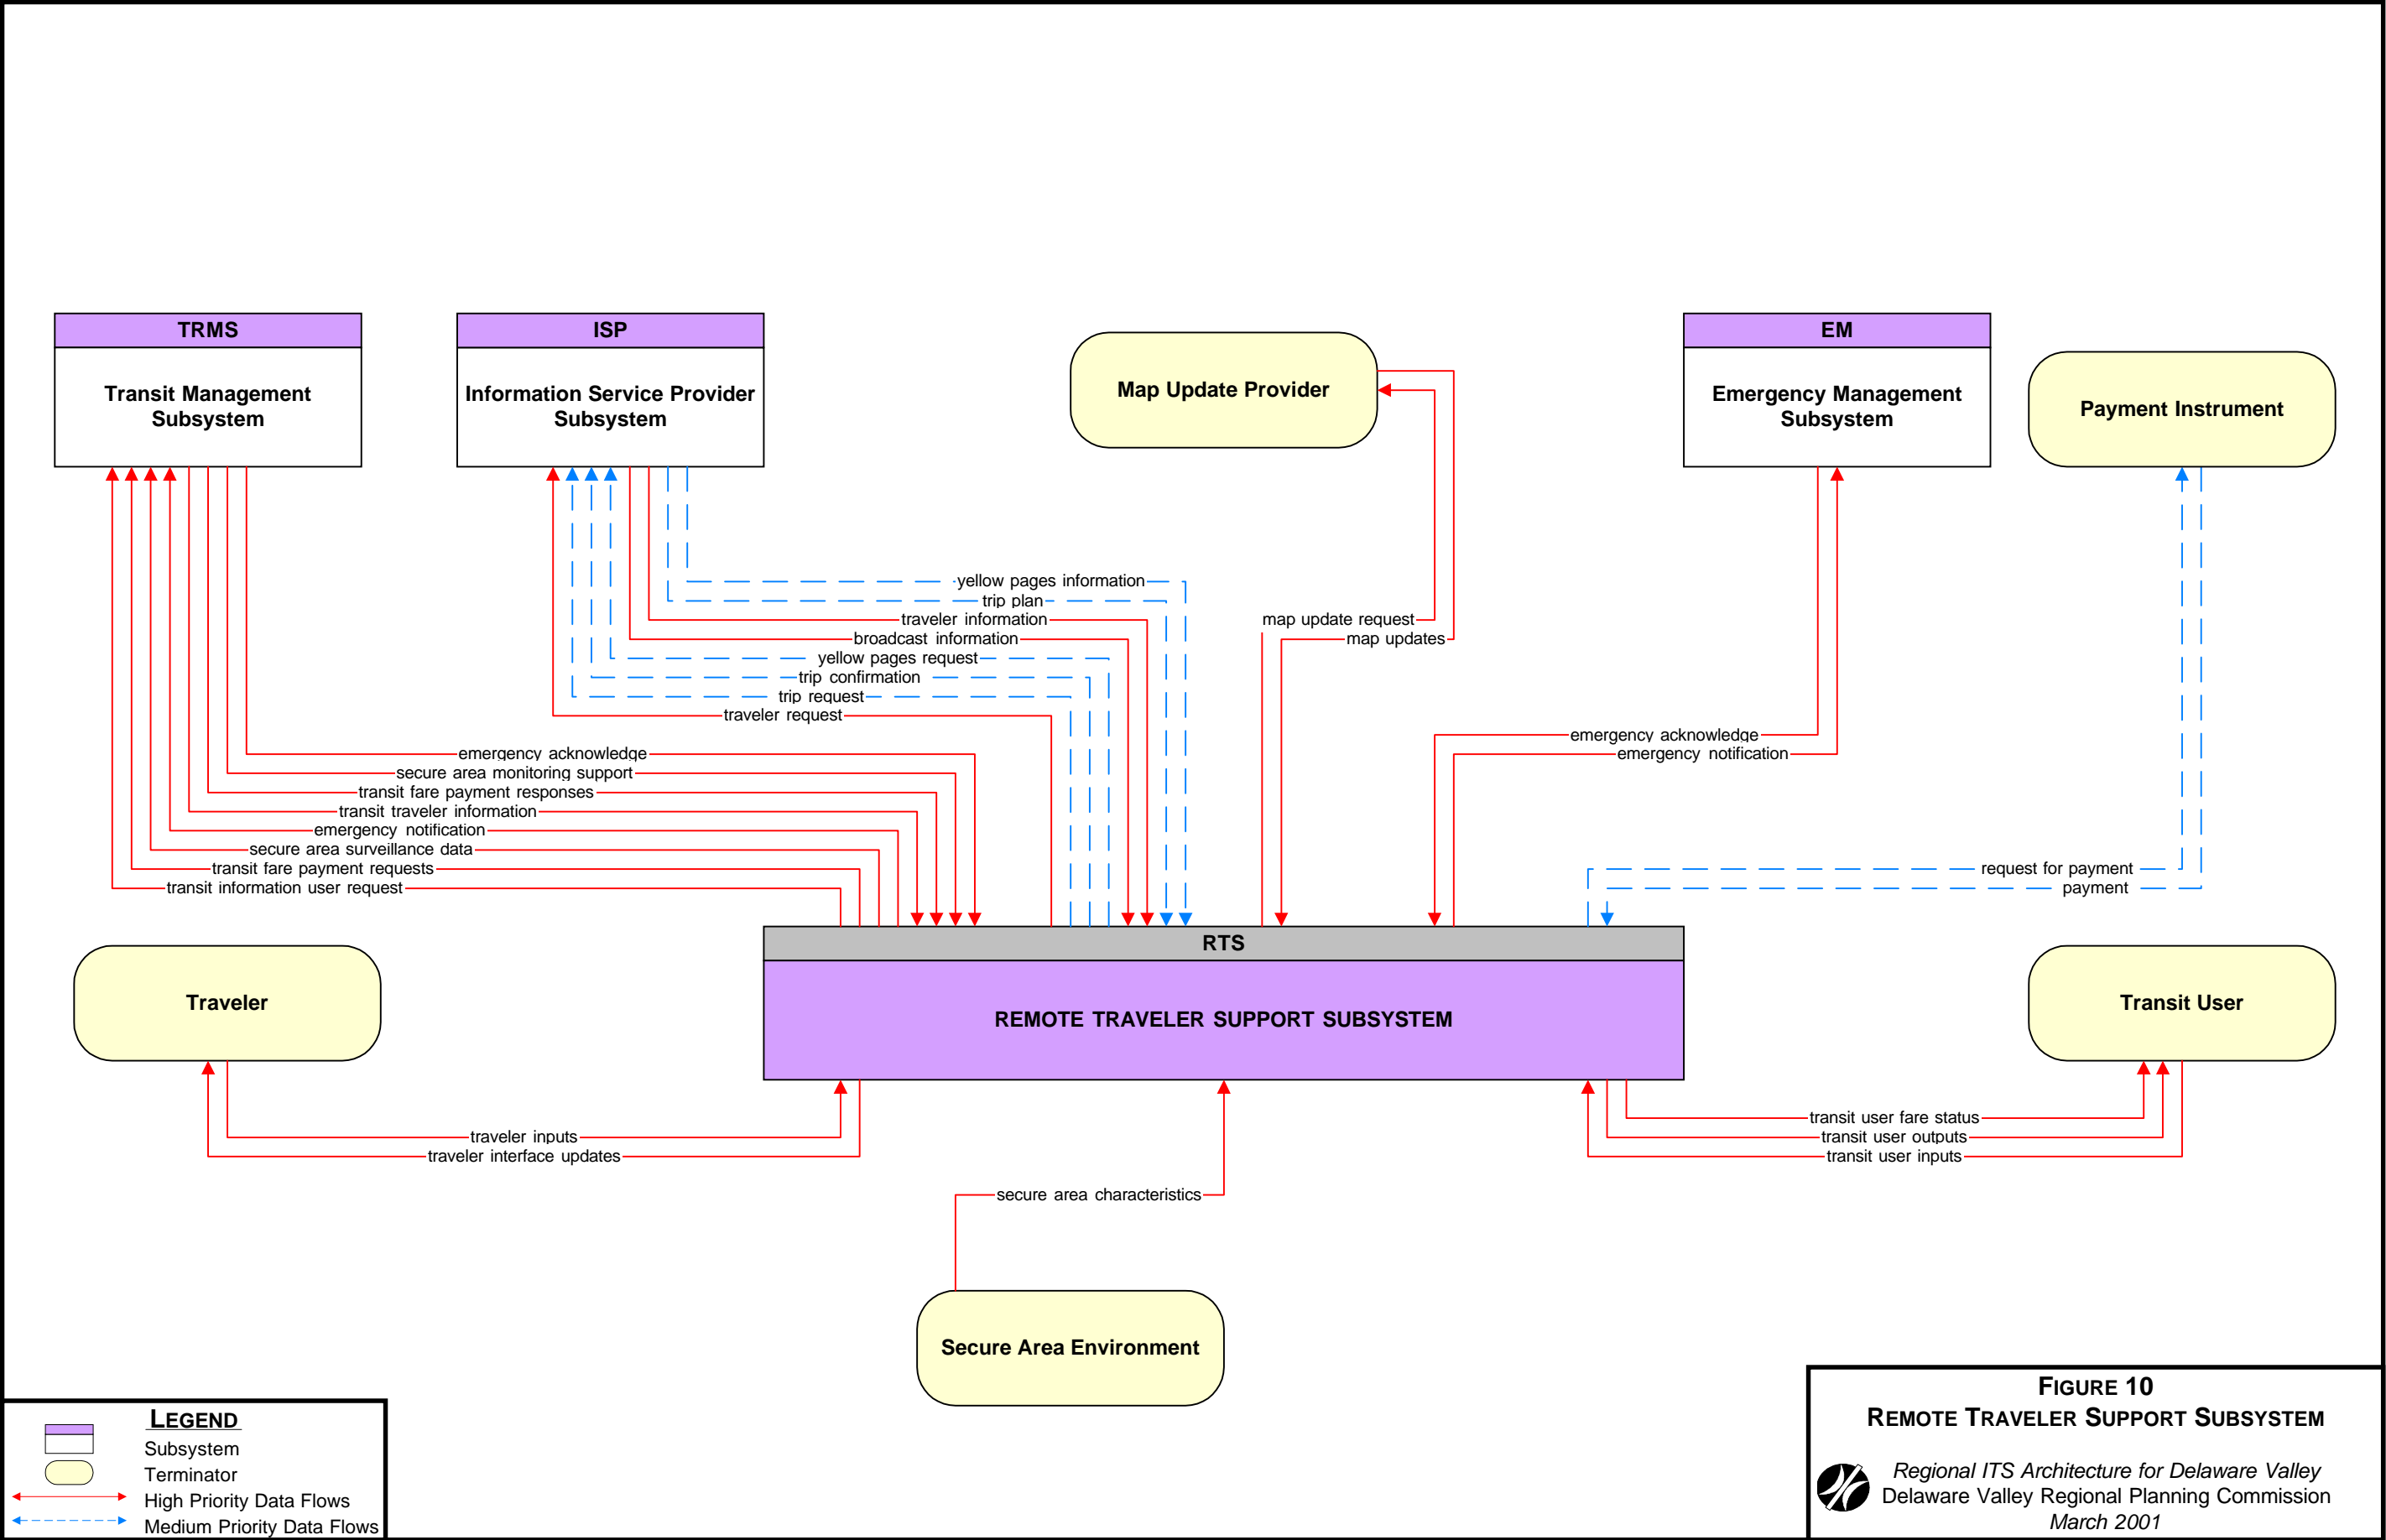 TRMS
Transit Management
Subsystem
ISP
Information Service Provider
Subsystem
Map Update Provider
EM
Emergency Management
Subsystem
Payment Instrument
yellow pages information
trip plan
traveler information
broadcast information
yellow pages request
trip confirmation
trip request
traveler request
map update request
map updates
emergency acknowledge
emergency notification
emergency acknowledge
secure area monitoring support
transit fare payment responses
transit traveler information
emergency notification
secure area surveillance data
transit fare payment requests
transit information user request
request for payment
payment
RTS
REMOTE TRAVELER SUPPORT SUBSYSTEM
Traveler
Transit User
traveler inputs
traveler interface updates
transit user fare status
transit user outputs
transit user inputs
secure area characteristics
Secure Area Environment
LEGEND
Subsystem
Terminator
High Priority Data Flows
Medium Priority Data Flows
FIGURE 10
REMOTE TRAVELER SUPPORT SUBSYSTEM
Regional ITS Architecture for Delaware Valley
Delaware Valley Regional Planning Commission
March 2001